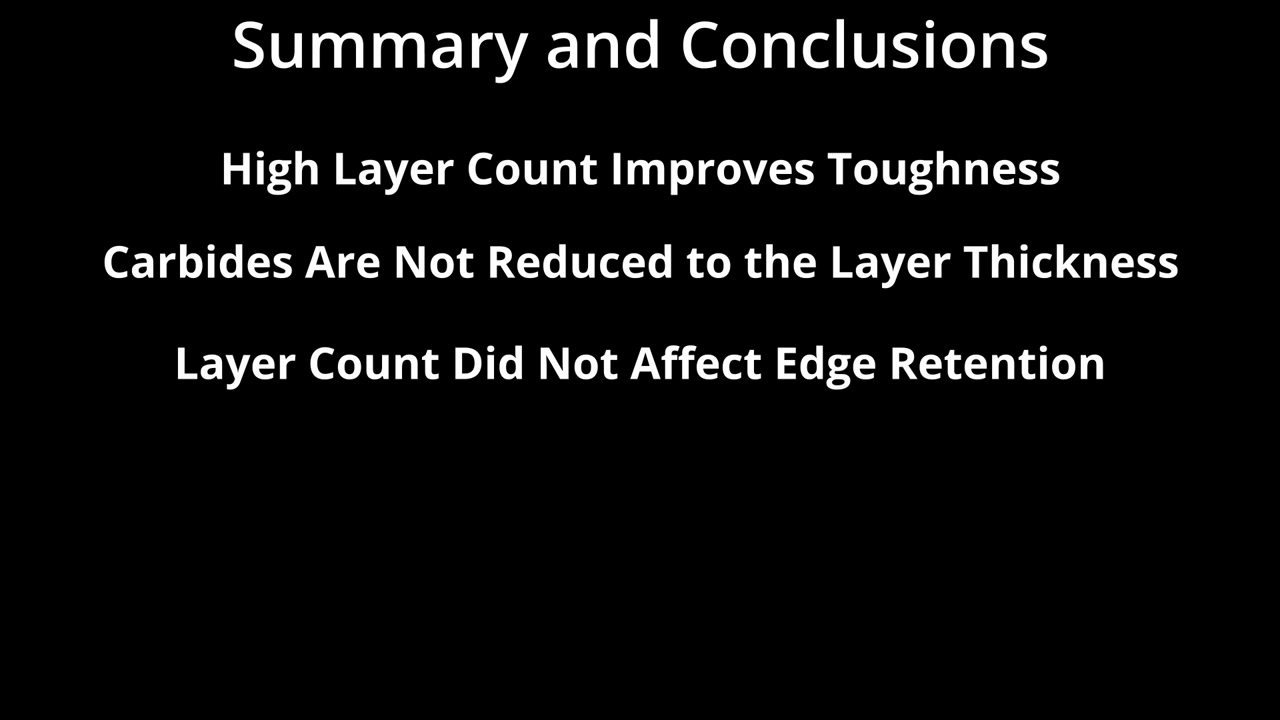 Summary and Conclusions
High Layer Count Improves Toughness
Carbides Are Not Reduced to the Layer Thickness
Layer Count Did Not Affect Edge Retention